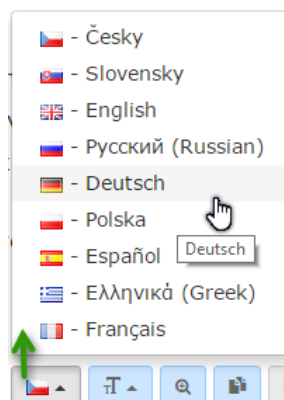 - Česky
- Slovensky
- English
- Русский (Russian)
- Deutsch
- Polska
- Español
Deutsch
- Ελληνικά (Greek)
- Français
T